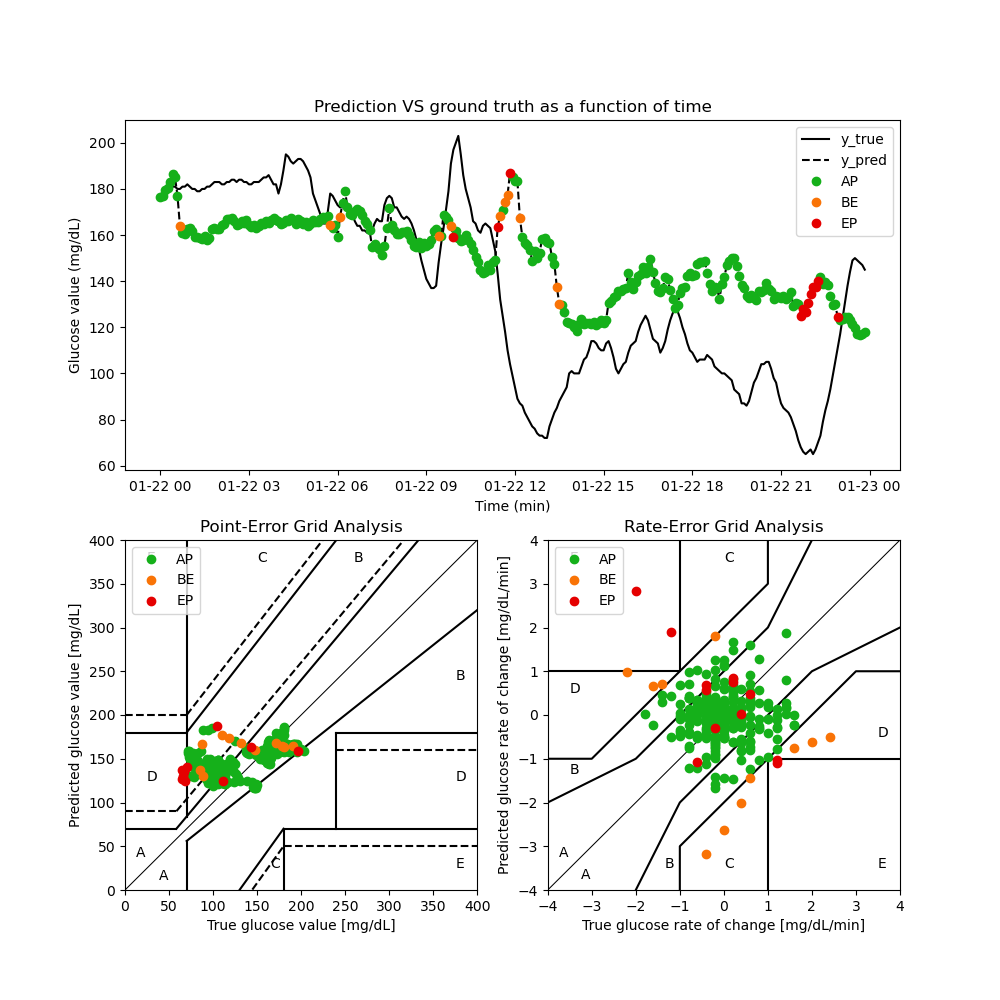 Prediction VS ground truth as a function of time
Glucose value (mg/dL)
200
180
160
140
120
100
80
60
y_true
y_pred
AP
BE
EP
01-22 00 01-22 03 01-22 06 01-22 09 01-22 12 01-22 15 01-22 18 01-22 21 01-23 00
Time (min)
Point-Error Grid Analysis
Predicted glucose value [mg/dL]
400
350
300
250
200
150
100
50
0
AP
BE
EP
C
B
B
D
D
A
A
C
E
0 50 100 150 200 250 300 350 400
True glucose value [mg/dL]
Rate-Error Grid Analysis
Predicted glucose rate of change [mg/dL/min]
4
3
2
1
0
−1
−2
−3
−4
AP
BE
EP
C
D
D
B
A
A
B
C
E
−4 −3 −2 −1 0 1 2 3 4
True glucose rate of change [mg/dL/min]